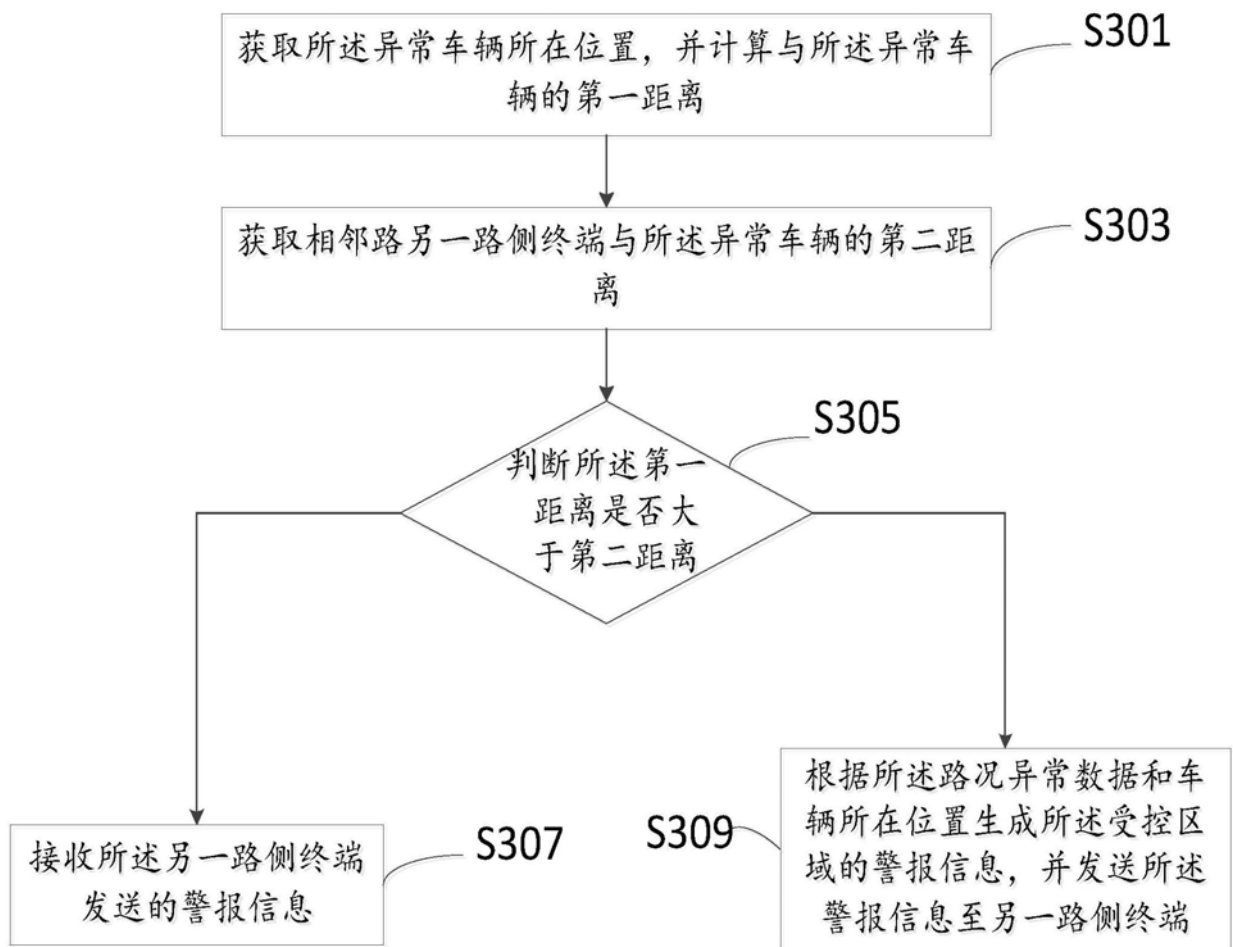 获取所述异常车辆所在位置，并计算与所述异常车
辆的第一距离
S301
获取相邻路另一路侧终端与所述异常车辆的第二距
离
S303
判断所述第一
距离是否大
于第二距离
S305
接收所述另一路侧终端
发送的警报信息
S307
S309
根据所述路况异常数据和车
辆所在位置生成所述受控区
域的警报信息，并发送所述
警报信息至另一路侧终端